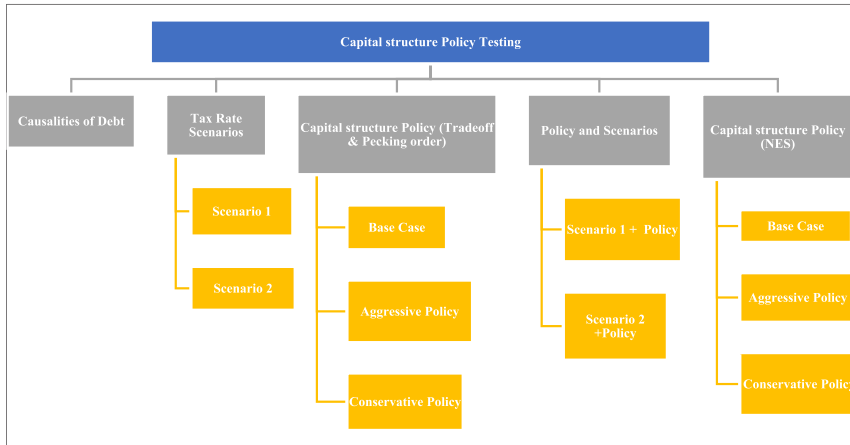 Capital structure Policy Testing
Causalities of Debt
Tax Rate
Scenarios
Scenario 1
Scenario 2
Capital structure Policy (Tradeoff
& Pecking order)
Base Case
Aggressive Policy
Conservative Policy
Policy and Scenarios
Scenario 1 + Policy
Scenario 2
+Policy
Capital structure Policy
(NES)
Base Case
Aggressive Policy
Conservative Policy